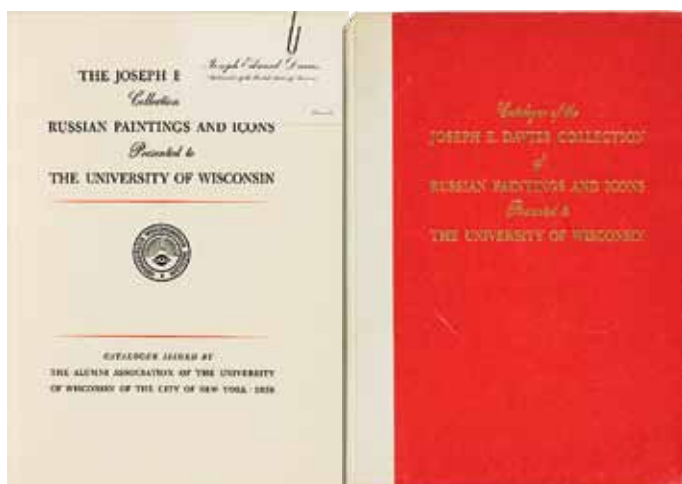 Joseph Edward Davies
THE JOSEPH E
Collection
RUSSIAN PAINTINGS AND ICONS
Presented to
THE UNIVERSITY OF WISCONSIN
CATALOGUE ISSUED BY
THE ALUMNI ASSOCIATION OF THE UNIVERSITY
OF WISCONSIN OF THE CITY OF NEW YORK · 1938
Catalogue of the
JOSEPH E. DAVIES COLLECTION
of
RUSSIAN PAINTINGS AND ICONS
Presented to
THE UNIVERSITY OF WISCONSIN